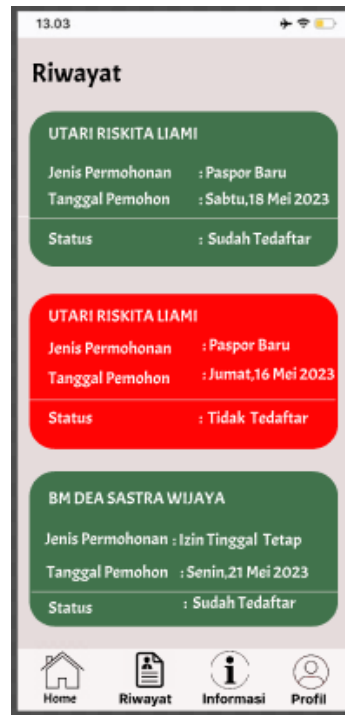 13.03
Riwayat
UTARI RISKITA LIAMI
Jenis Permohonan : Paspor Baru
Tanggal Pemohon : Sabtu,18 Mei 2023
Status : Sudah Tedaftar
UTARI RISKITA LIAMI
Jenis Permohonan : Paspor Baru
Tanggal Pemohon : Jumat,16 Mei 2023
Status : Tidak Tedaftar
BM DEA SASTRA WIJAYA
Jenis Permohonan : Izin Tinggal Tetap
Tanggal Pemohon : Senin,21 Mei 2023
Status : Sudah Tedaftar
Home Riwayat Informasi Profil